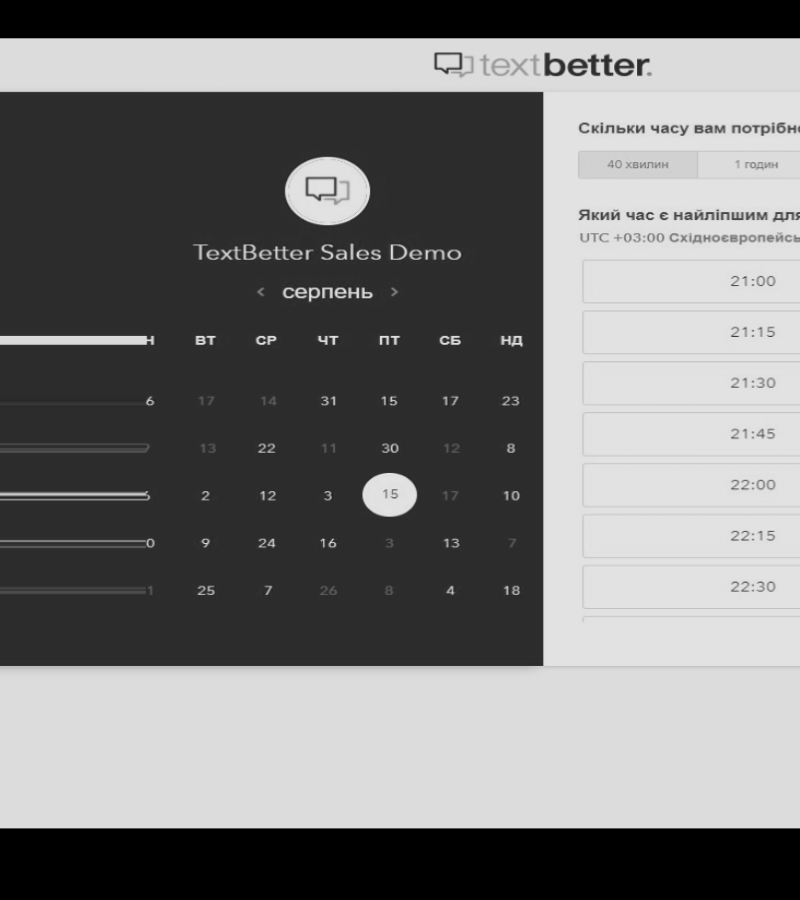 textbetter.
TextBetter Sales Demo
< серпень >
ВТ СР ЧТ ПТ СБ НД
6 17 14 31 15 17 23
13 22 11 30 12 8
2 12 3 15 17 10
0 9 24 16 3 13 7
1 25 7 26 8 4 18
Скільки часу вам потрібно
40 хвилин 1 годин
Який час є найліпшим для
UTC +03:00 Східноєвропейсь
21:00
21:15
21:30
21:45
22:00
22:15
22:30